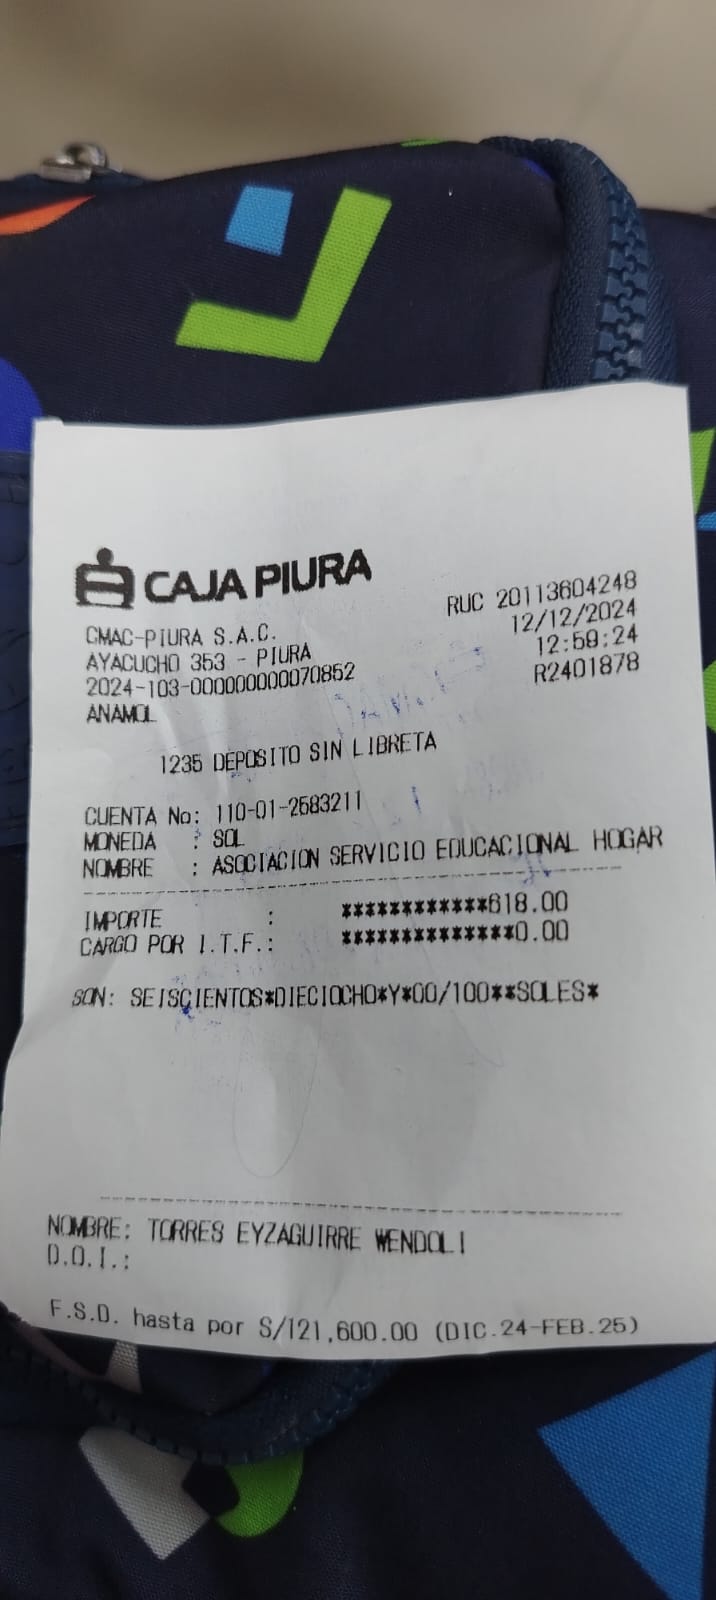 CAJA PIURA
RUC 20113604248
CMAC-PIURA S.A.C.
12/12/2024
AYACUCHO 353 - PIURA
12:59:24
2024-103-000000000070852
R2401878
ANAMOL
1235 DEPOSITO SIN LIBRETA
CUENTA No: 110-01-2583211
MONEDA : SOL
NOMBRE : ASOCIACION SERVICIO EDUCACIONAL HOGAR
IMPORTE : ************618.00
CARGO POR I.T.F.: **************0.00
SON: SEISCIENTOS*DIECIOCHO*Y*00/100**SOLES*
NOMBRE: TORRES EYZAGUIRRE WENDOLI
D.O.I.:
F.S.D. hasta por S/121,600.00 (DIC.24-FEB.25)